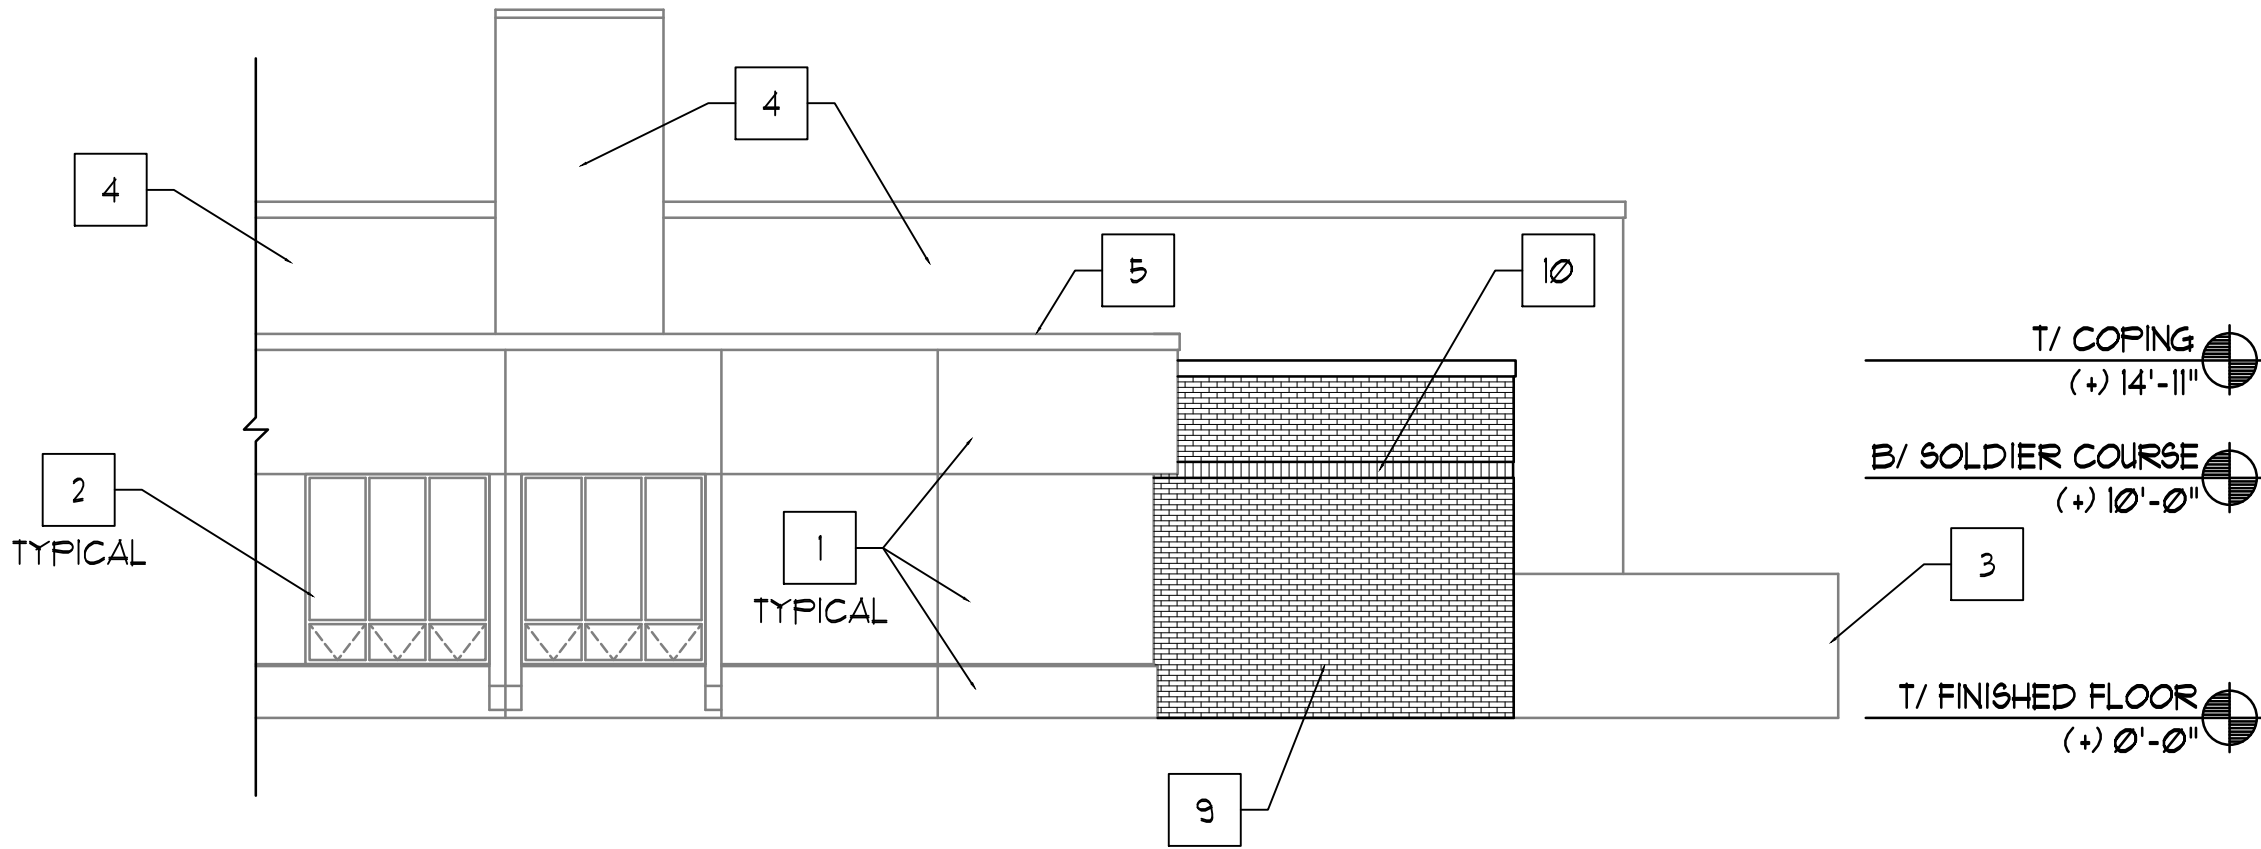 4
4
5
10
T/ COPING
(+) 14'-11"
B/ SOLDIER COURSE
(+) 10'-0"
2
TYPICAL
1
TYPICAL
3
T/ FINISHED FLOOR
(+) 0'-0"
9